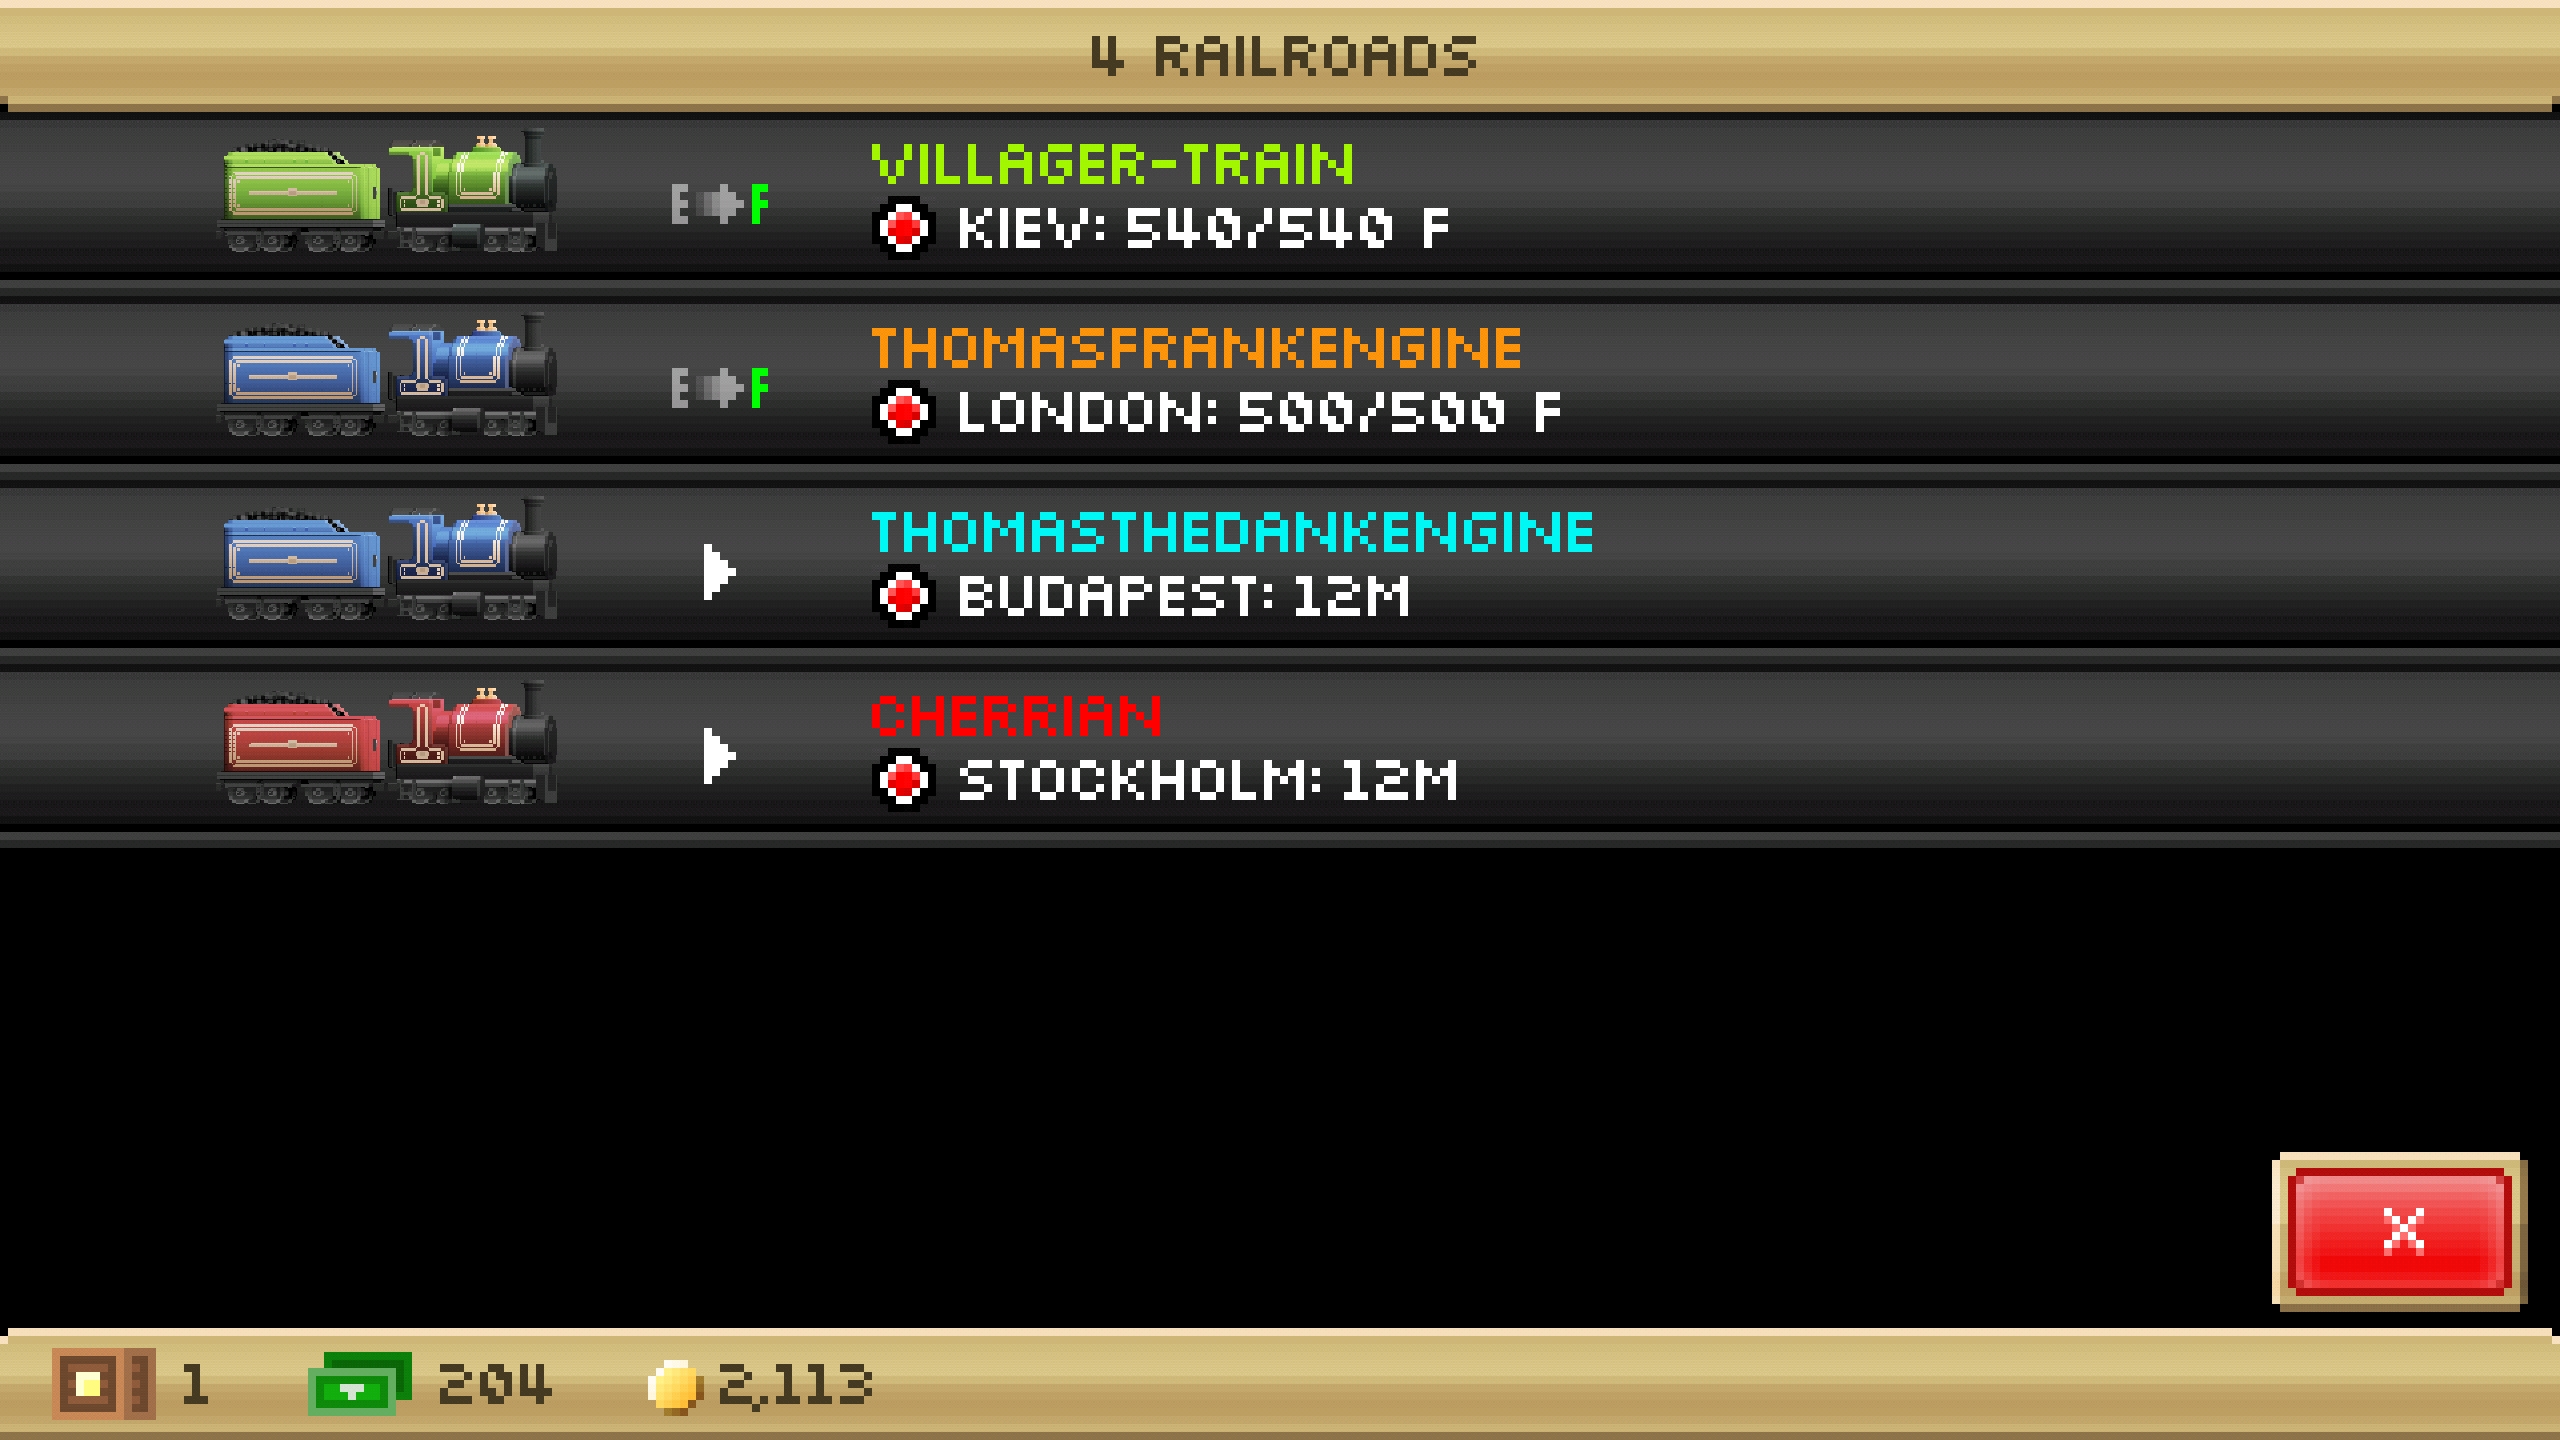 4 RAILROADS
VILLAGER-TRAIN
E F
KIEV: 540/540 F
THOMASFRANKENGINE
E F
LONDON: 500/500 F
THOMASTHEDANKENGINE
BUDAPEST: 12M
CHERRIAN
STOCKHOLM: 12M
X
1 204 2,113